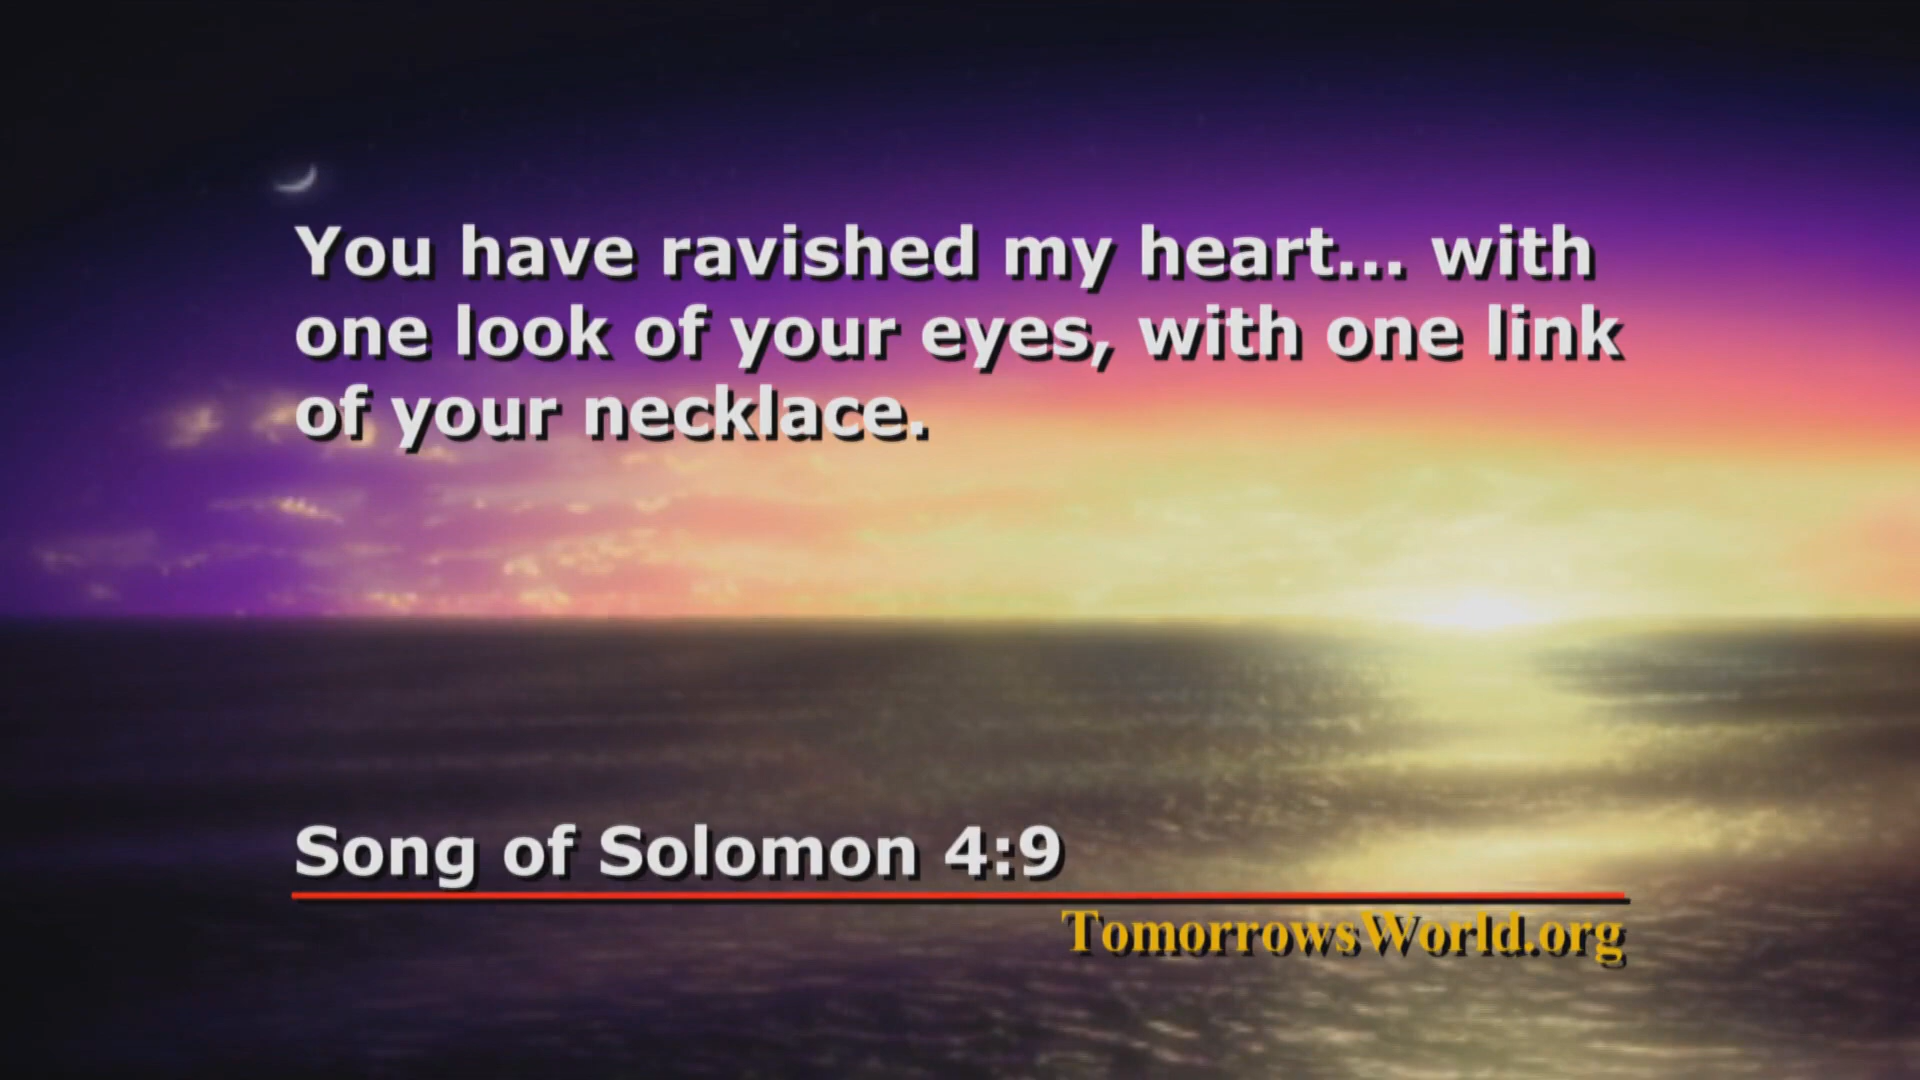 You have ravished my heart... with
one look of your eyes, with one link
of your necklace.
Song of Solomon 4:9
TomorrowsWorld.org